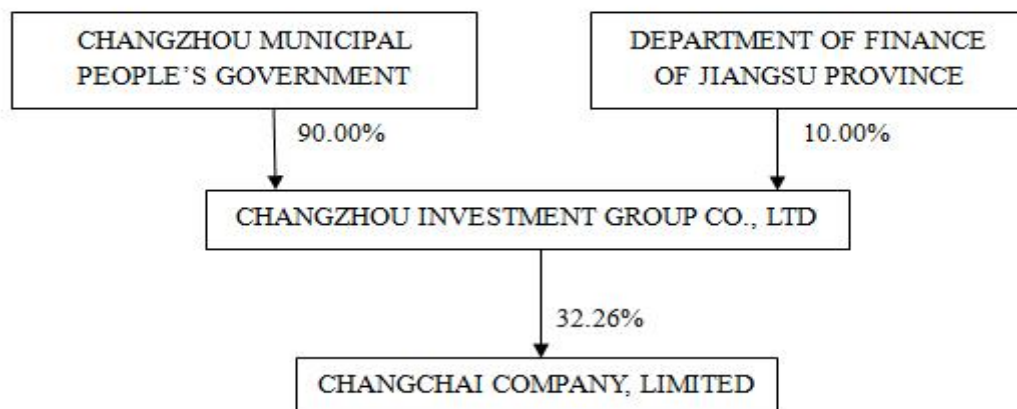 CHANGZHOU MUNICIPAL
PEOPLE’S GOVERNMENT
DEPARTMENT OF FINANCE
OF JIANGSU PROVINCE
90.00%
10.00%
CHANGZHOU INVESTMENT GROUP CO., LTD
32.26%
CHANGCHAI COMPANY, LIMITED